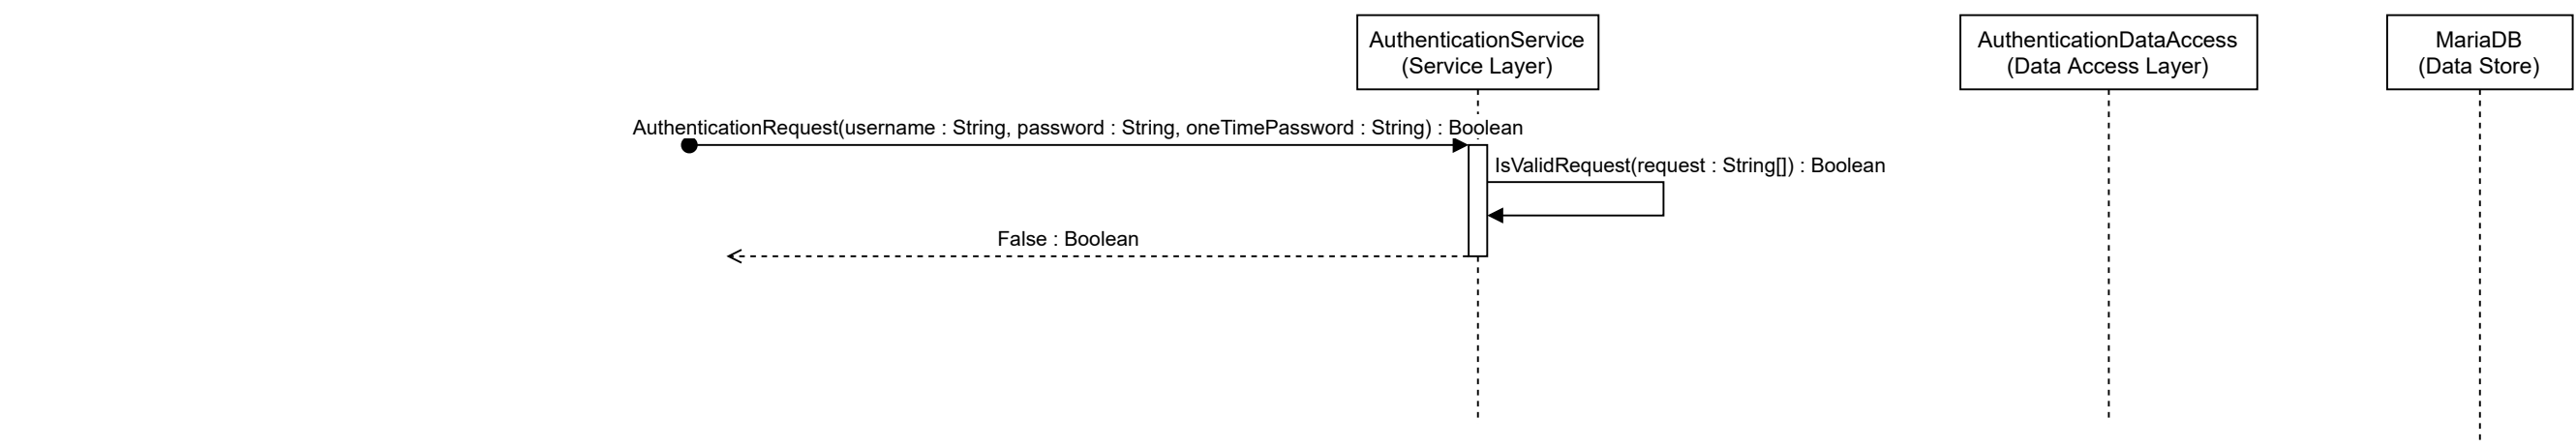 AuthenticationService
(Service Layer)
AuthenticationDataAccess
(Data Access Layer)
MariaDB
(Data Store)
AuthenticationRequest(username : String, password : String, oneTimePassword : String) : Boolean
IsValidRequest(request : String[]) : Boolean
False : Boolean